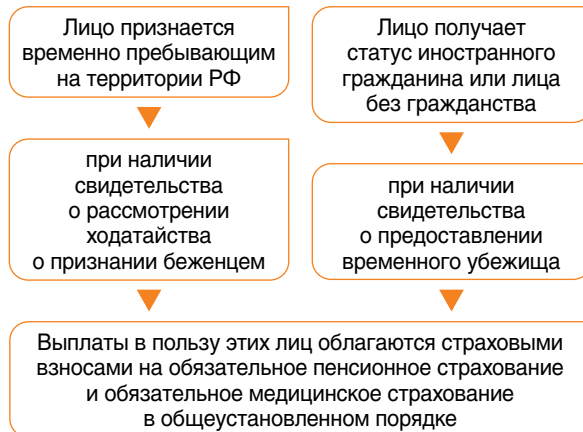 Лицо признается
временно пребывающим
на территории РФ
Лицо получает
статус иностранного
гражданина или лица
без гражданства
при наличии
свидетельства
о рассмотрении
ходатайства
о признании беженцем
при наличии
свидетельства
о предоставлении
временного убежища
Выплаты в пользу этих лиц облагаются страховыми
взносами на обязательное пенсионное страхование
и обязательное медицинское страхование
в общеустановленном порядке